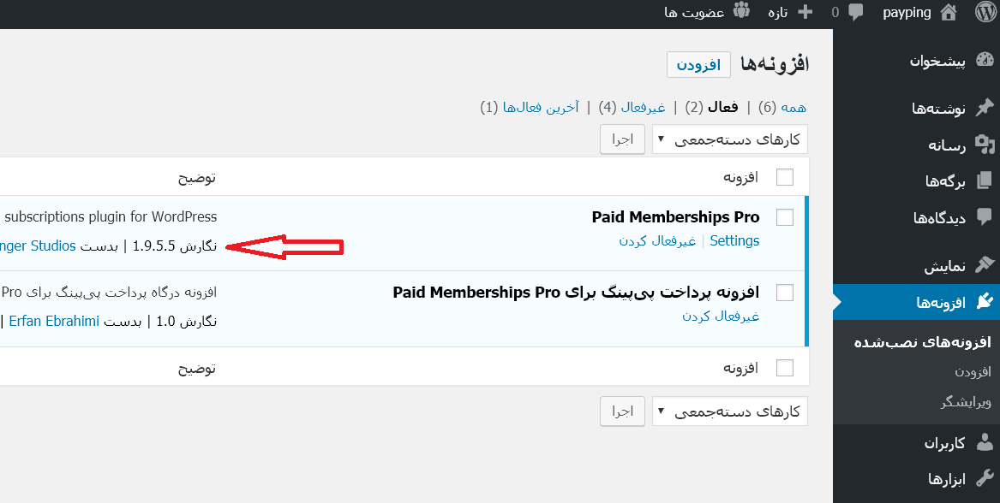 payping 0 تازه عضویت ها
پیشخوان
نوشته‌ها
رسانه
برگه‌ها
دیدگاه‌ها
نمایش
افزونه‌ها
افزونه‌های نصب‌شده
افزودن
ویرایشگر
کاربران
ابزارها
افزونه‌ها افزودن
همه (6) | فعال (2) | غیرفعال (4) | آخرین فعال‌ها (1)
کارهای دسته‌جمعی اجرا
افزونه توضیح
Paid Memberships Pro subscriptions plugin for WordPress
Settings | غیرفعال کردن نگارش 1.9.5.5 | بدست nger Studios
افزونه پرداخت پی‌پینگ برای Paid Memberships Pro افزونه درگاه پرداخت پی‌پینگ برای Pro
غیرفعال کردن نگارش 1.0 | بدست Erfan Ebrahimi |
افزونه توضیح
کارهای دسته‌جمعی اجرا